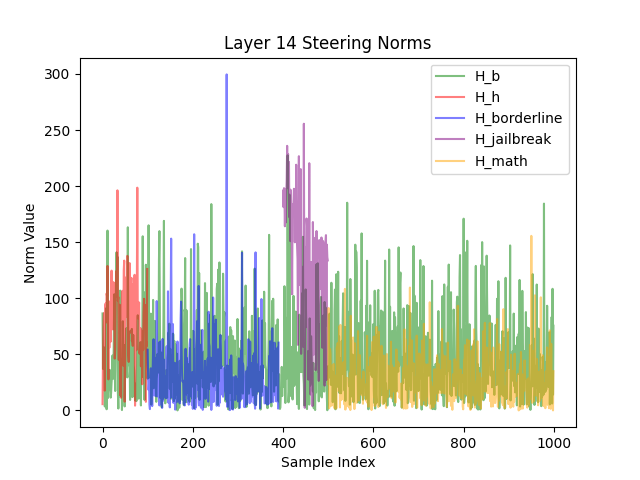 Layer 14 Steering Norms
H_b
H_h
H_borderline
H_jailbreak
H_math
Norm Value
300
250
200
150
100
50
0
0 200 400 600 800 1000
Sample Index